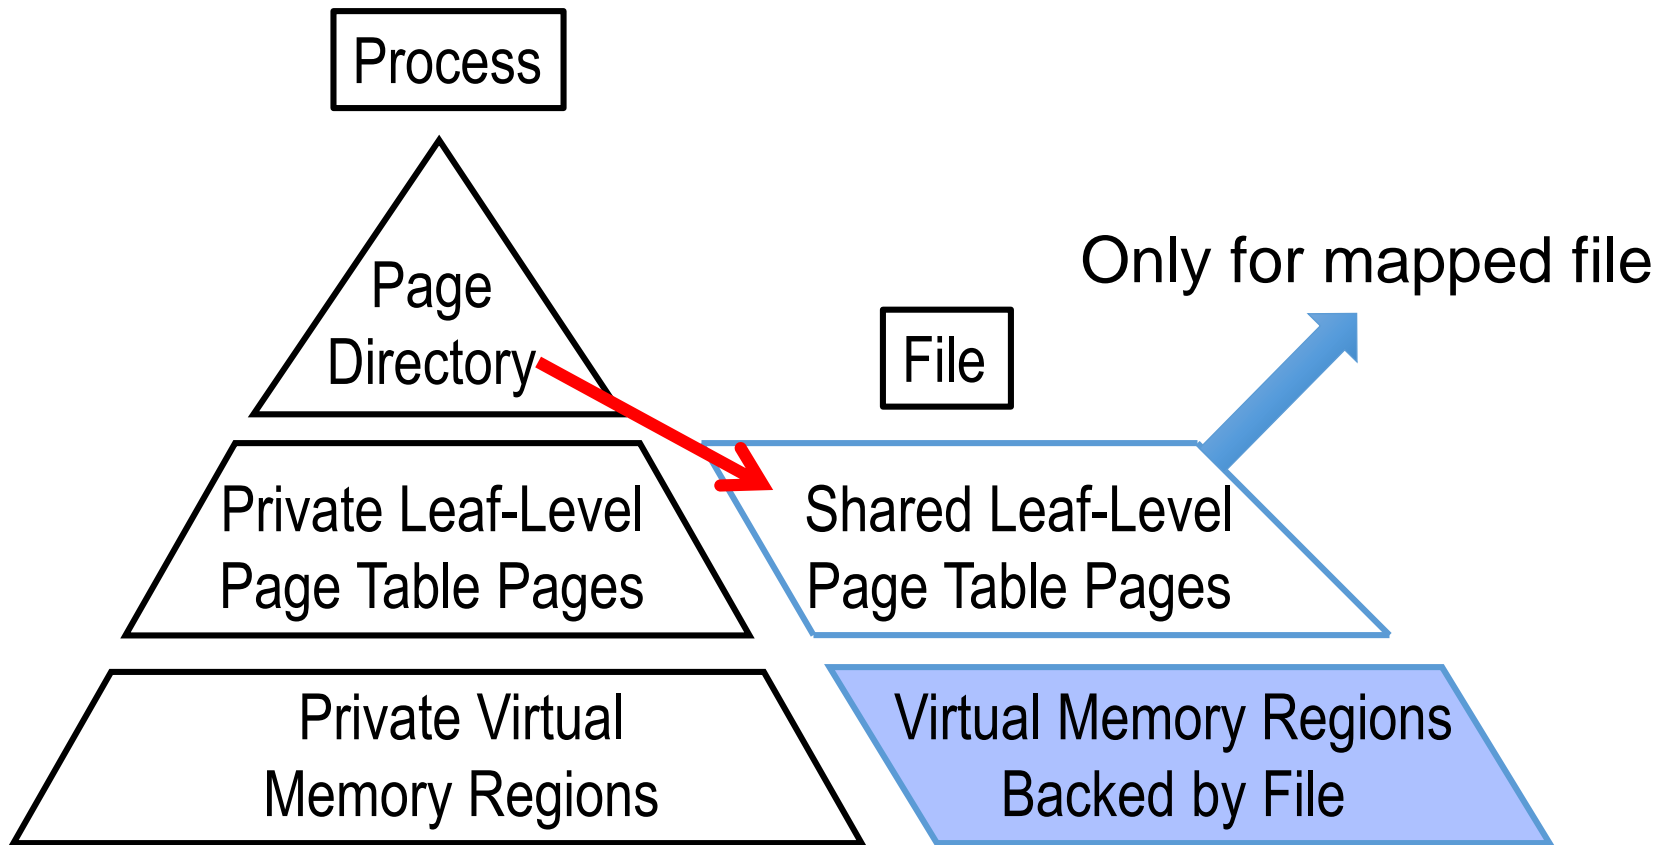 Process
Page
Directory
Only for mapped file
File
Private Leaf-Level
Page Table Pages
Shared Leaf-Level
Page Table Pages
Private Virtual
Memory Regions
Virtual Memory Regions
Backed by File